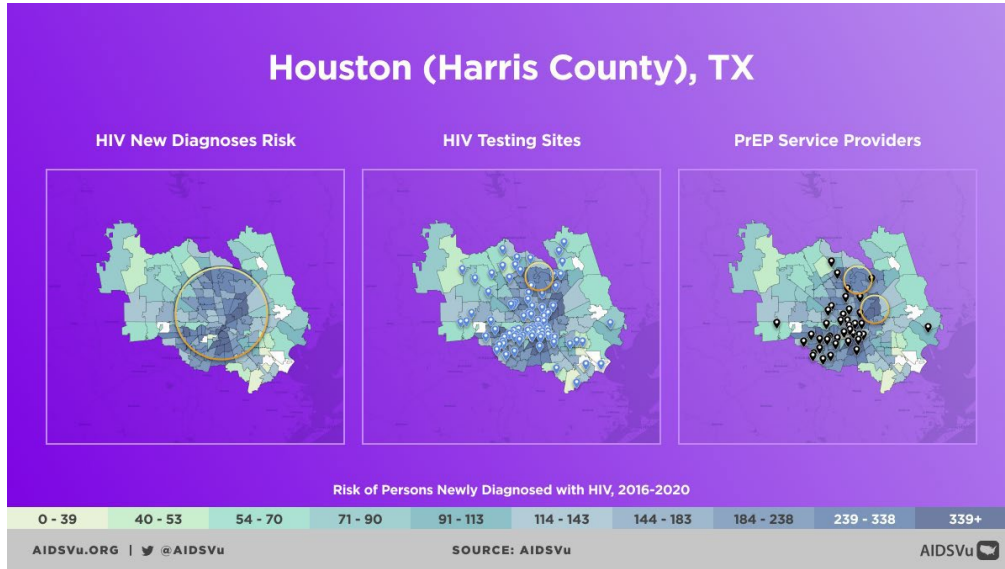 Houston (Harris County), TX
HIV New Diagnoses Risk
HIV Testing Sites
PrEP Service Providers
Risk of Persons Newly Diagnosed with HIV, 2016-2020
0 - 39
40 - 53
54 - 70
71 - 90
91 - 113
114 - 143
144 - 183
184 - 238
239 - 338
339+
AIDSVu.ORG | @AIDSVu
SOURCE: AIDSVu
AIDSVu